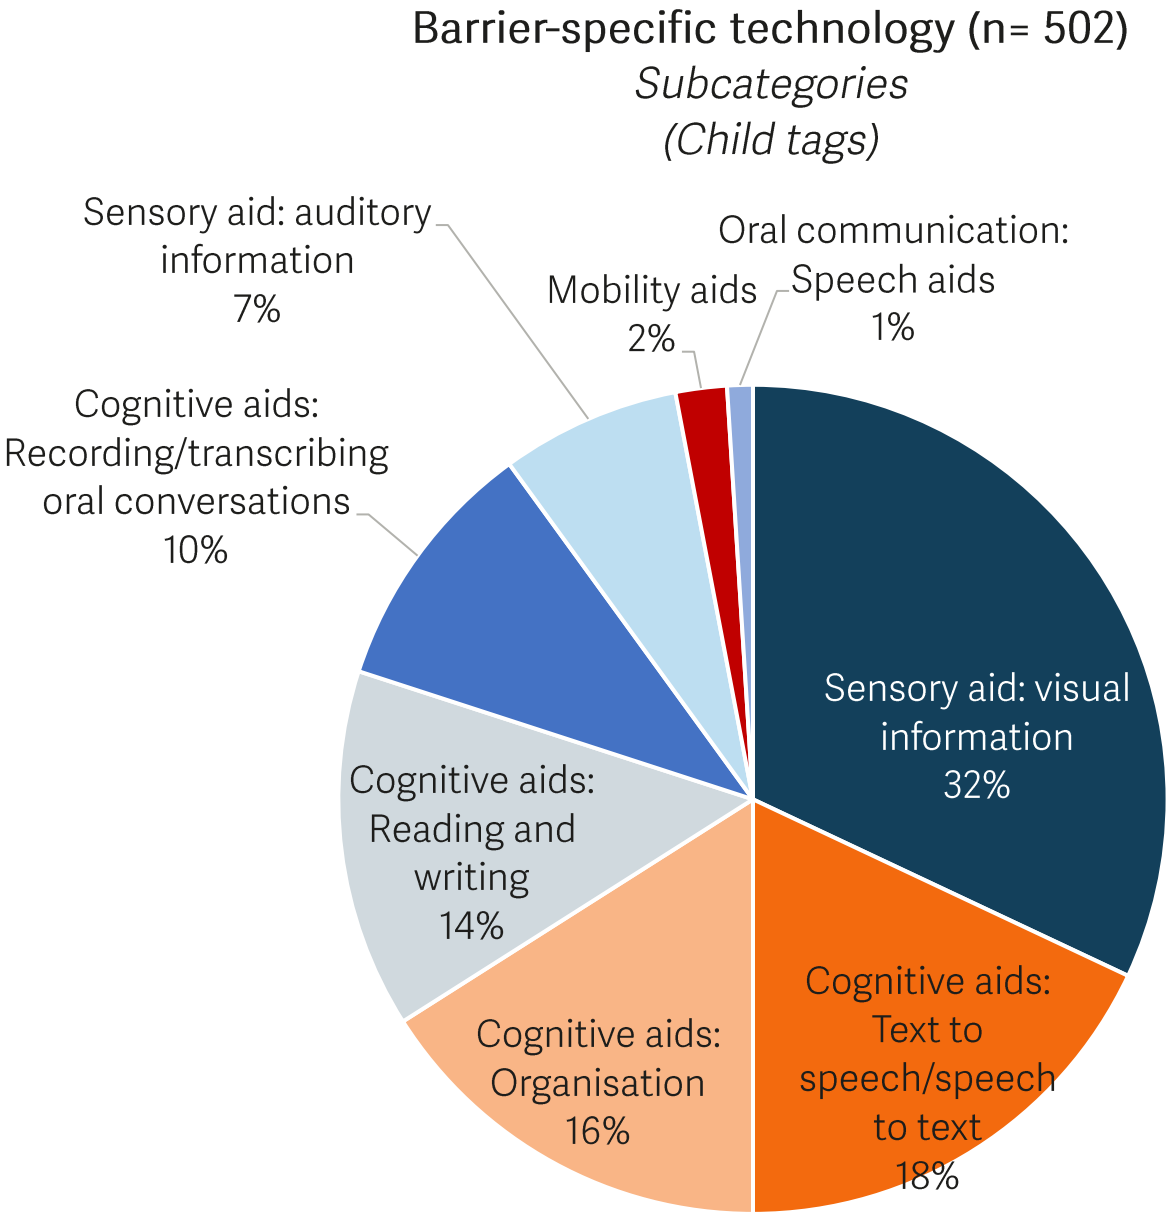 Barrier-specific technology (n= 502)
Subcategories
(Child tags)
Sensory aid: auditory
information
7%
Oral communication:
Speech aids
1%
Mobility aids
2%
Cognitive aids:
Recording/transcribing
oral conversations
10%
Sensory aid: visual
information
32%
Cognitive aids:
Reading and
writing
14%
Cognitive aids:
Text to
speech/speech
to text
18%
Cognitive aids:
Organisation
16%